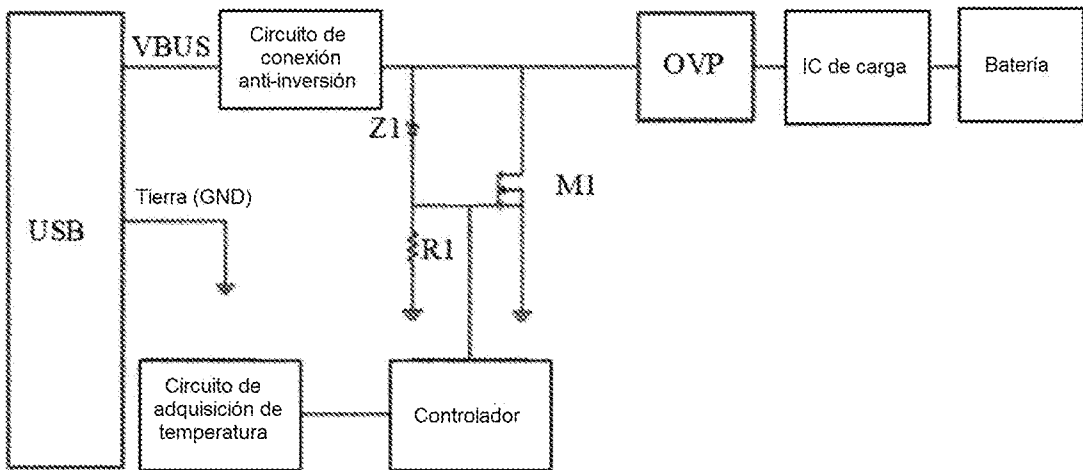 VBUS
Circuito de
conexión
anti-inversión
OVP
IC de carga
Batería
Z1
M1
Tierra (GND)
USB
R1
Circuito de
adquisición de
temperatura
Controlador